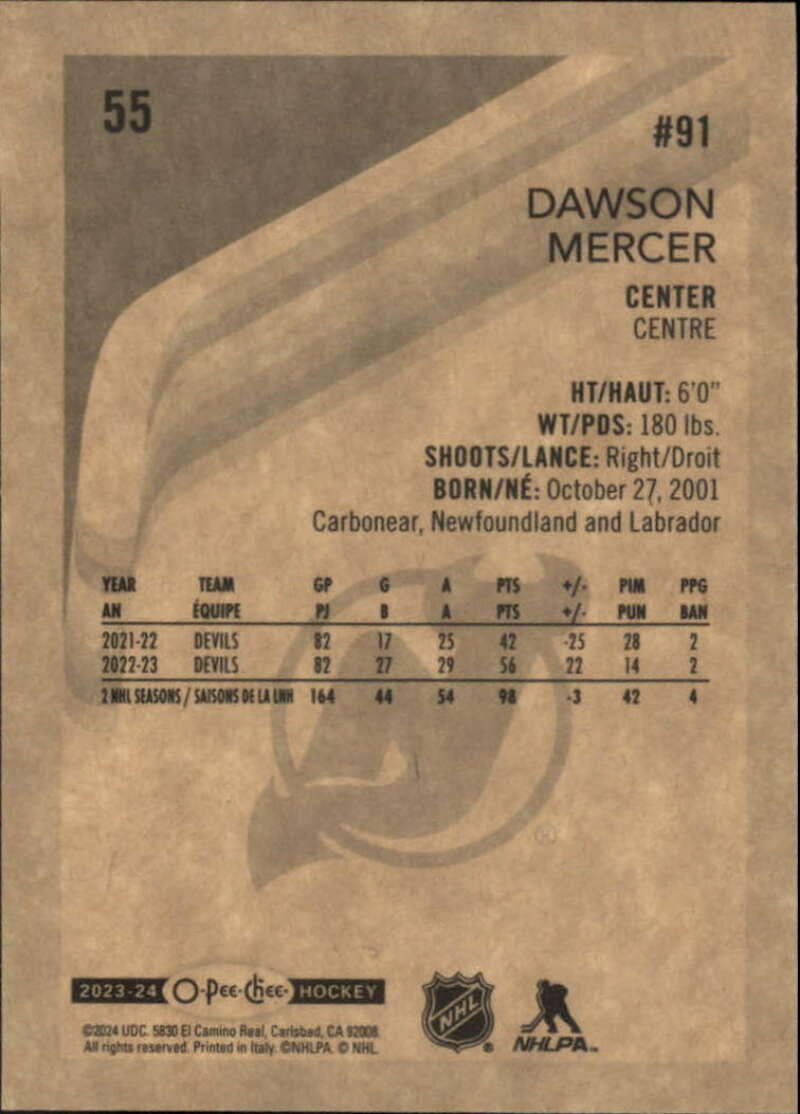 55
#91
DAWSON
MERCER
CENTER
CENTRE
HT/HAUT: 6'0"
WT/PDS: 180 lbs.
SHOOTS/LANCE: Right/Droit
BORN/NÉ: October 27, 2001
Carbonear, Newfoundland and Labrador
YEAR TEAM GP G A PTS +/- PIM PPG
AN ÉQUIPE PJ B A PTS +/- PUN BAN
2021-22 DEVILS 82 17 25 42 -25 28 2
2022-23 DEVILS 82 27 29 56 22 14 2
2 NHL SEASONS / SAISONS DE LA LNH 164 44 54 98 -3 42 4
®
2023-24 O-Pee-Chee- HOCKEY
©2024 UDC. 5830 El Camino Real, Carlsbad, CA 92008
All rights reserved. Printed in Italy. ©NHLPA. © NHL
NHL ®
NHLPA™